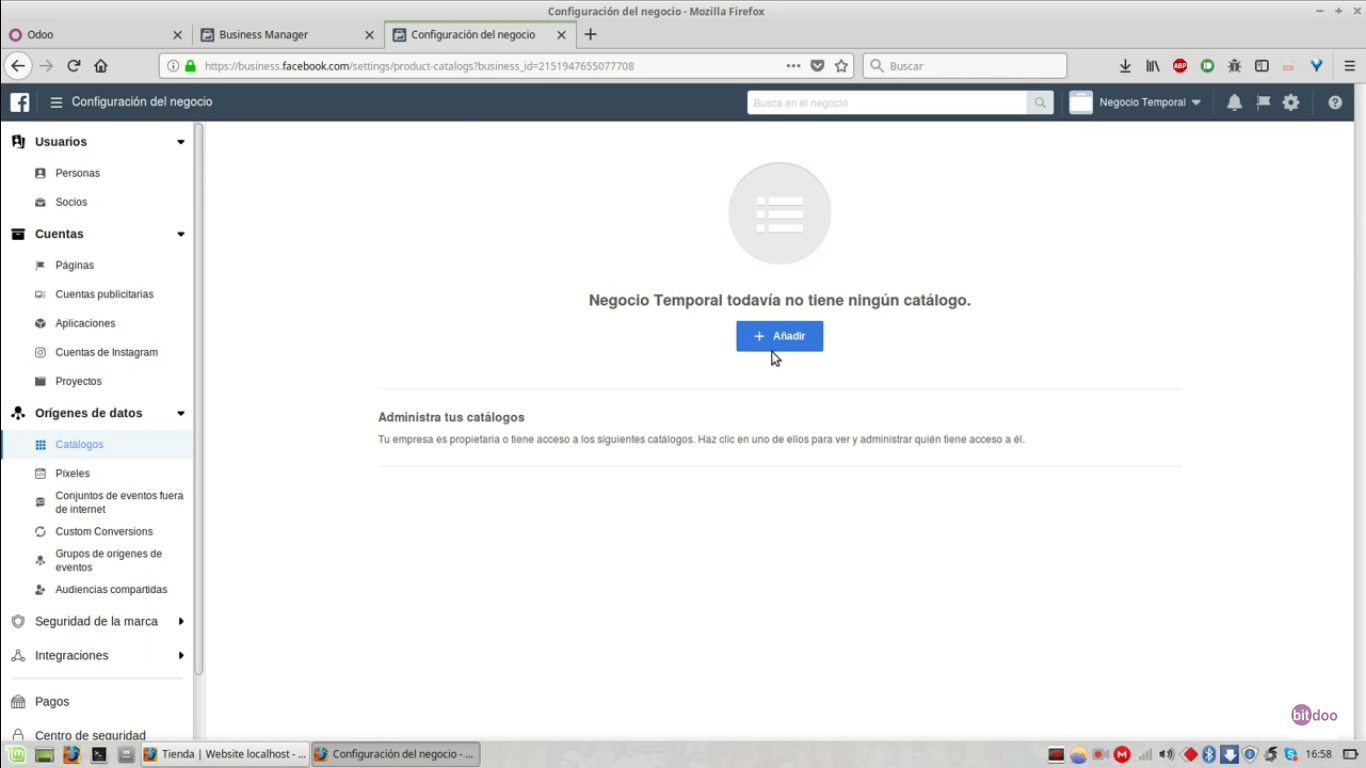 Configuración del negocio - Mozilla Firefox
Odoo
Business Manager
Configuración del negocio
https://business.facebook.com/settings/product-catalogs?business_id=2151947655077708
Buscar
Configuración del negocio
Busca en el negocio
Negocio Temporal
Usuarios
Personas
Socios
Cuentas
Páginas
Cuentas publicitarias
Aplicaciones
Cuentas de Instagram
Proyectos
Orígenes de datos
Catálogos
Píxeles
Conjuntos de eventos fuera
de internet
Custom Conversions
Grupos de orígenes de
eventos
Audiencias compartidas
Seguridad de la marca
Integraciones
Pagos
Centro de seguridad
Negocio Temporal todavía no tiene ningún catálogo.
+ Añadir
Administra tus catálogos
Tu empresa es propietaria o tiene acceso a los siguientes catálogos. Haz clic en uno de ellos para ver y administrar quién tiene acceso a él.
bitdoo
Tienda | Website localhost - ...
Configuración del negocio - ...
16:58